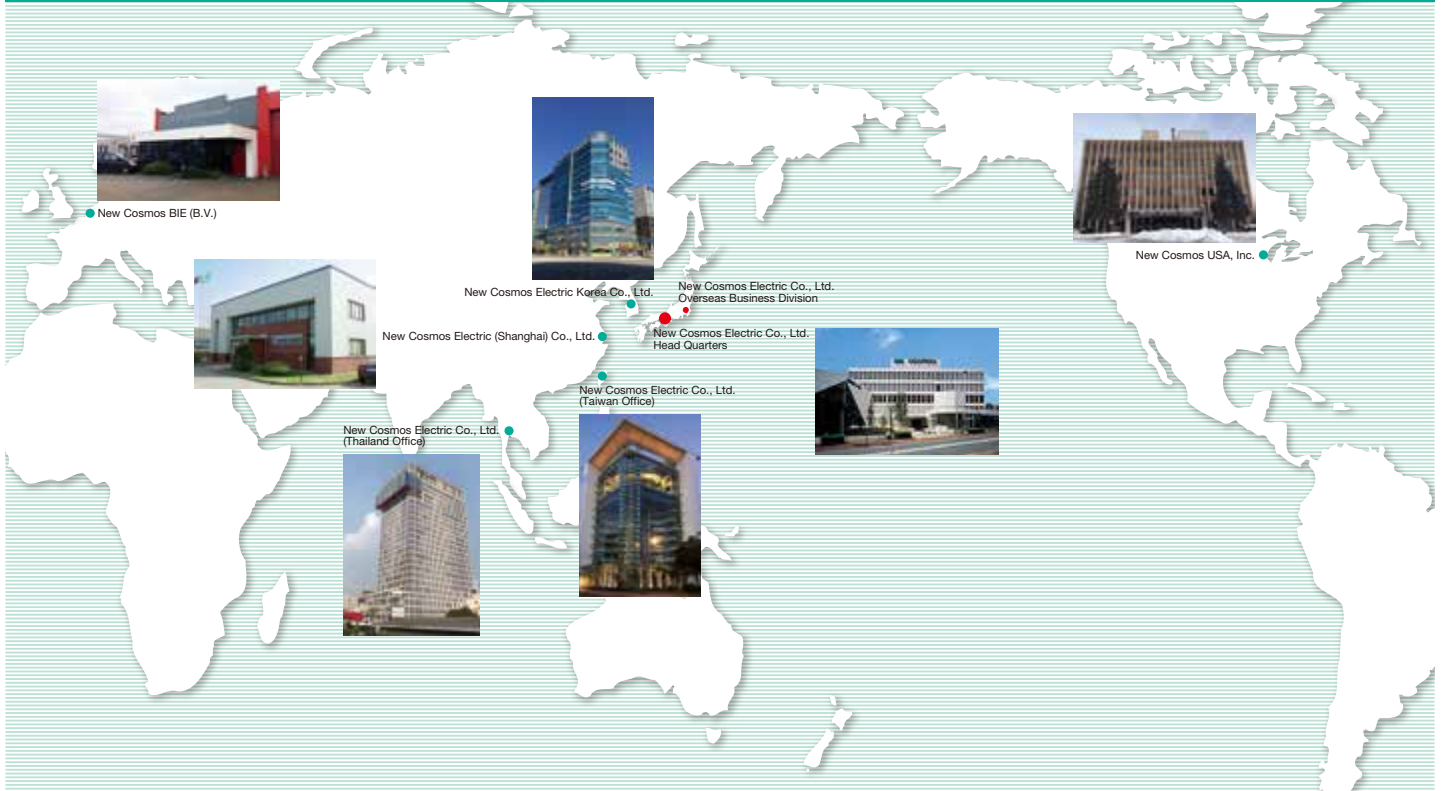 New Cosmos BIE (B.V.)
New Cosmos USA, Inc.
New Cosmos Electric Korea Co., Ltd.
New Cosmos Electric Co., Ltd.
Overseas Business Division
New Cosmos Electric (Shanghai) Co., Ltd.
New Cosmos Electric Co., Ltd.
Head Quarters
New Cosmos Electric Co., Ltd.
(Taiwan Office)
New Cosmos Electric Co., Ltd.
(Thailand Office)